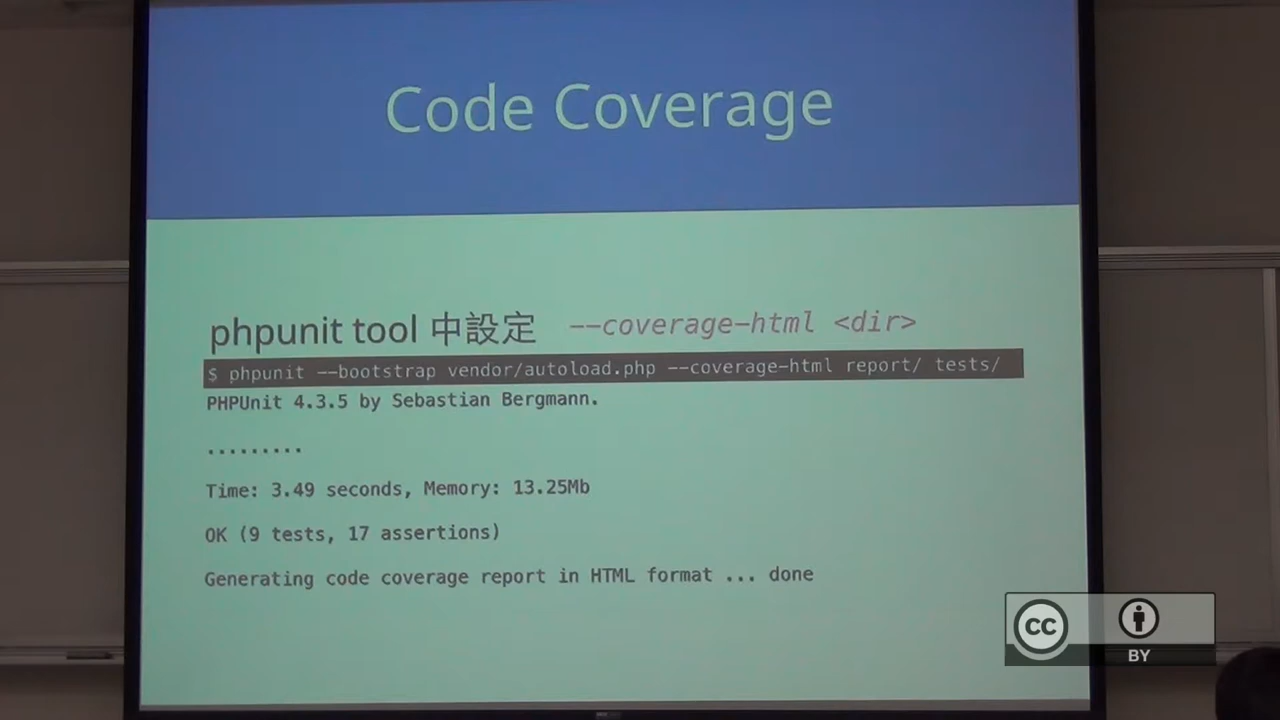 Code Coverage
phpunit tool 中設定 --coverage-html <dir>
$ phpunit --bootstrap vendor/autoload.php --coverage-html report/ tests/
PHPUnit 4.3.5 by Sebastian Bergmann.
.........
Time: 3.49 seconds, Memory: 13.25Mb
OK (9 tests, 17 assertions)
Generating code coverage report in HTML format ... done
cc
BY